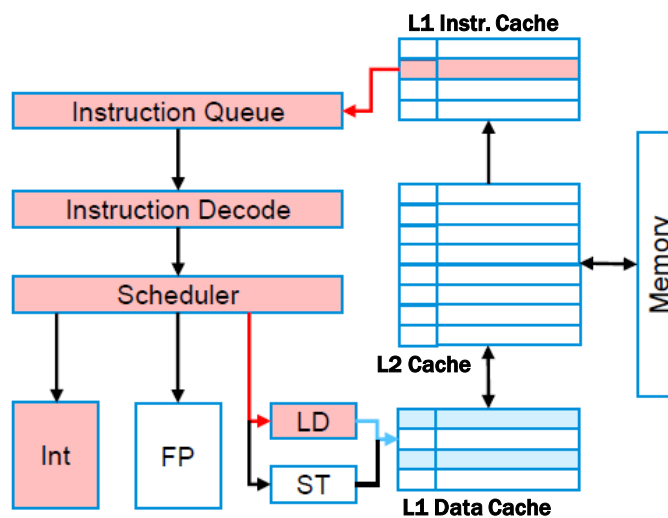 L1 Instr. Cache
Instruction Queue
Instruction Decode
Scheduler
Memory
L2 Cache
LD
Int
FP
ST
L1 Data Cache